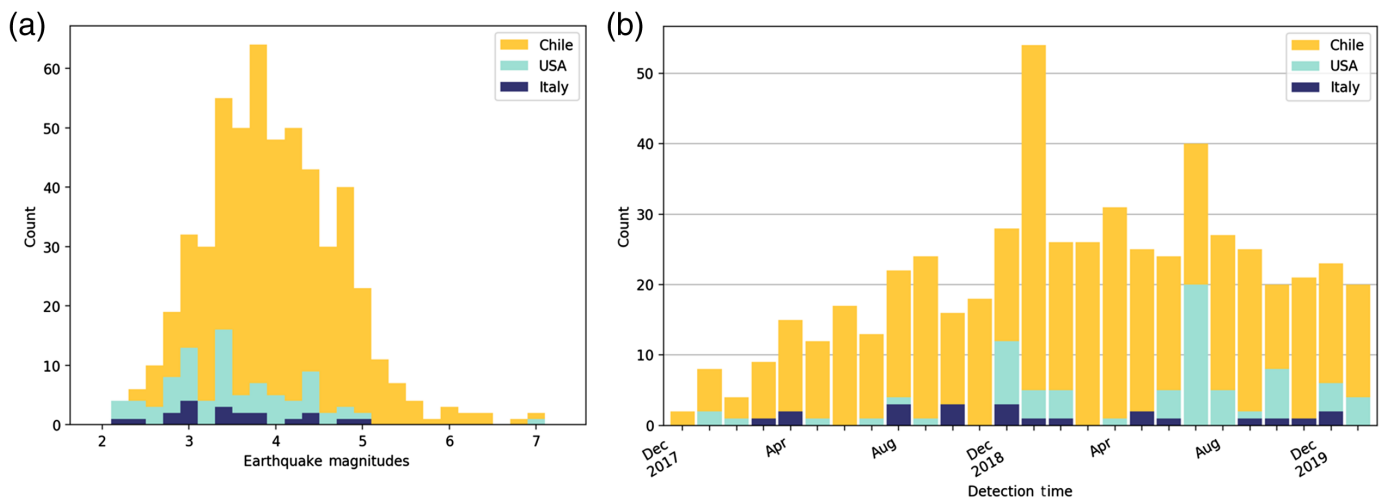 (a)
Count
60
50
40
30
20
10
0
2 3 4 5 6 7
Earthquake magnitudes
Chile
USA
Italy
(b)
Count
50
40
30
20
10
0
Dec
2017
Apr
Aug
Dec
2018
Apr
Aug
Dec
2019
Detection time
Chile
USA
Italy